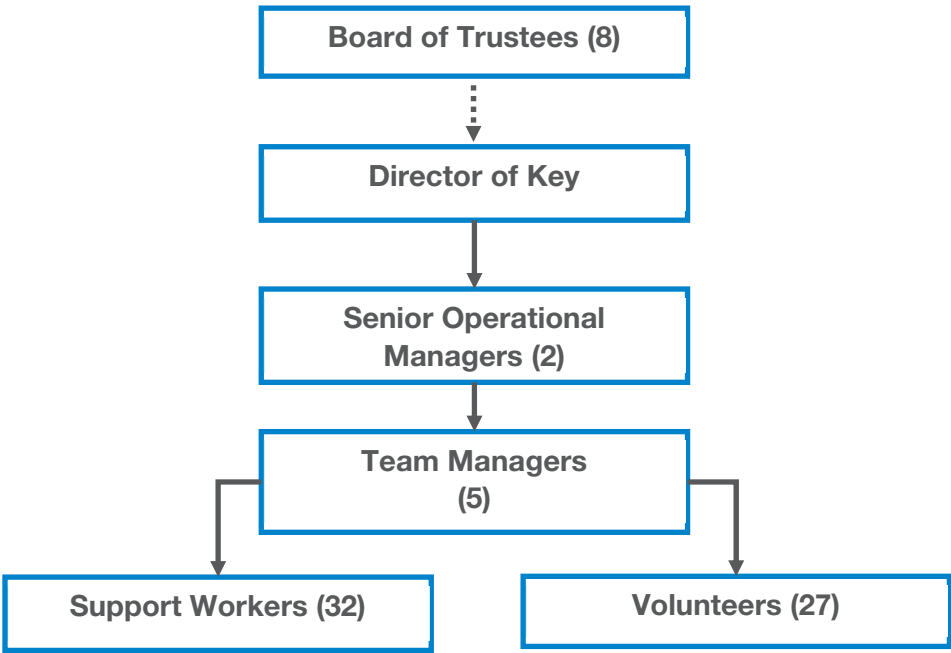 Board of Trustees (8)
Director of Key
Senior Operational
Managers (2)
Team Managers
(5)
Support Workers (32)
Volunteers (27)